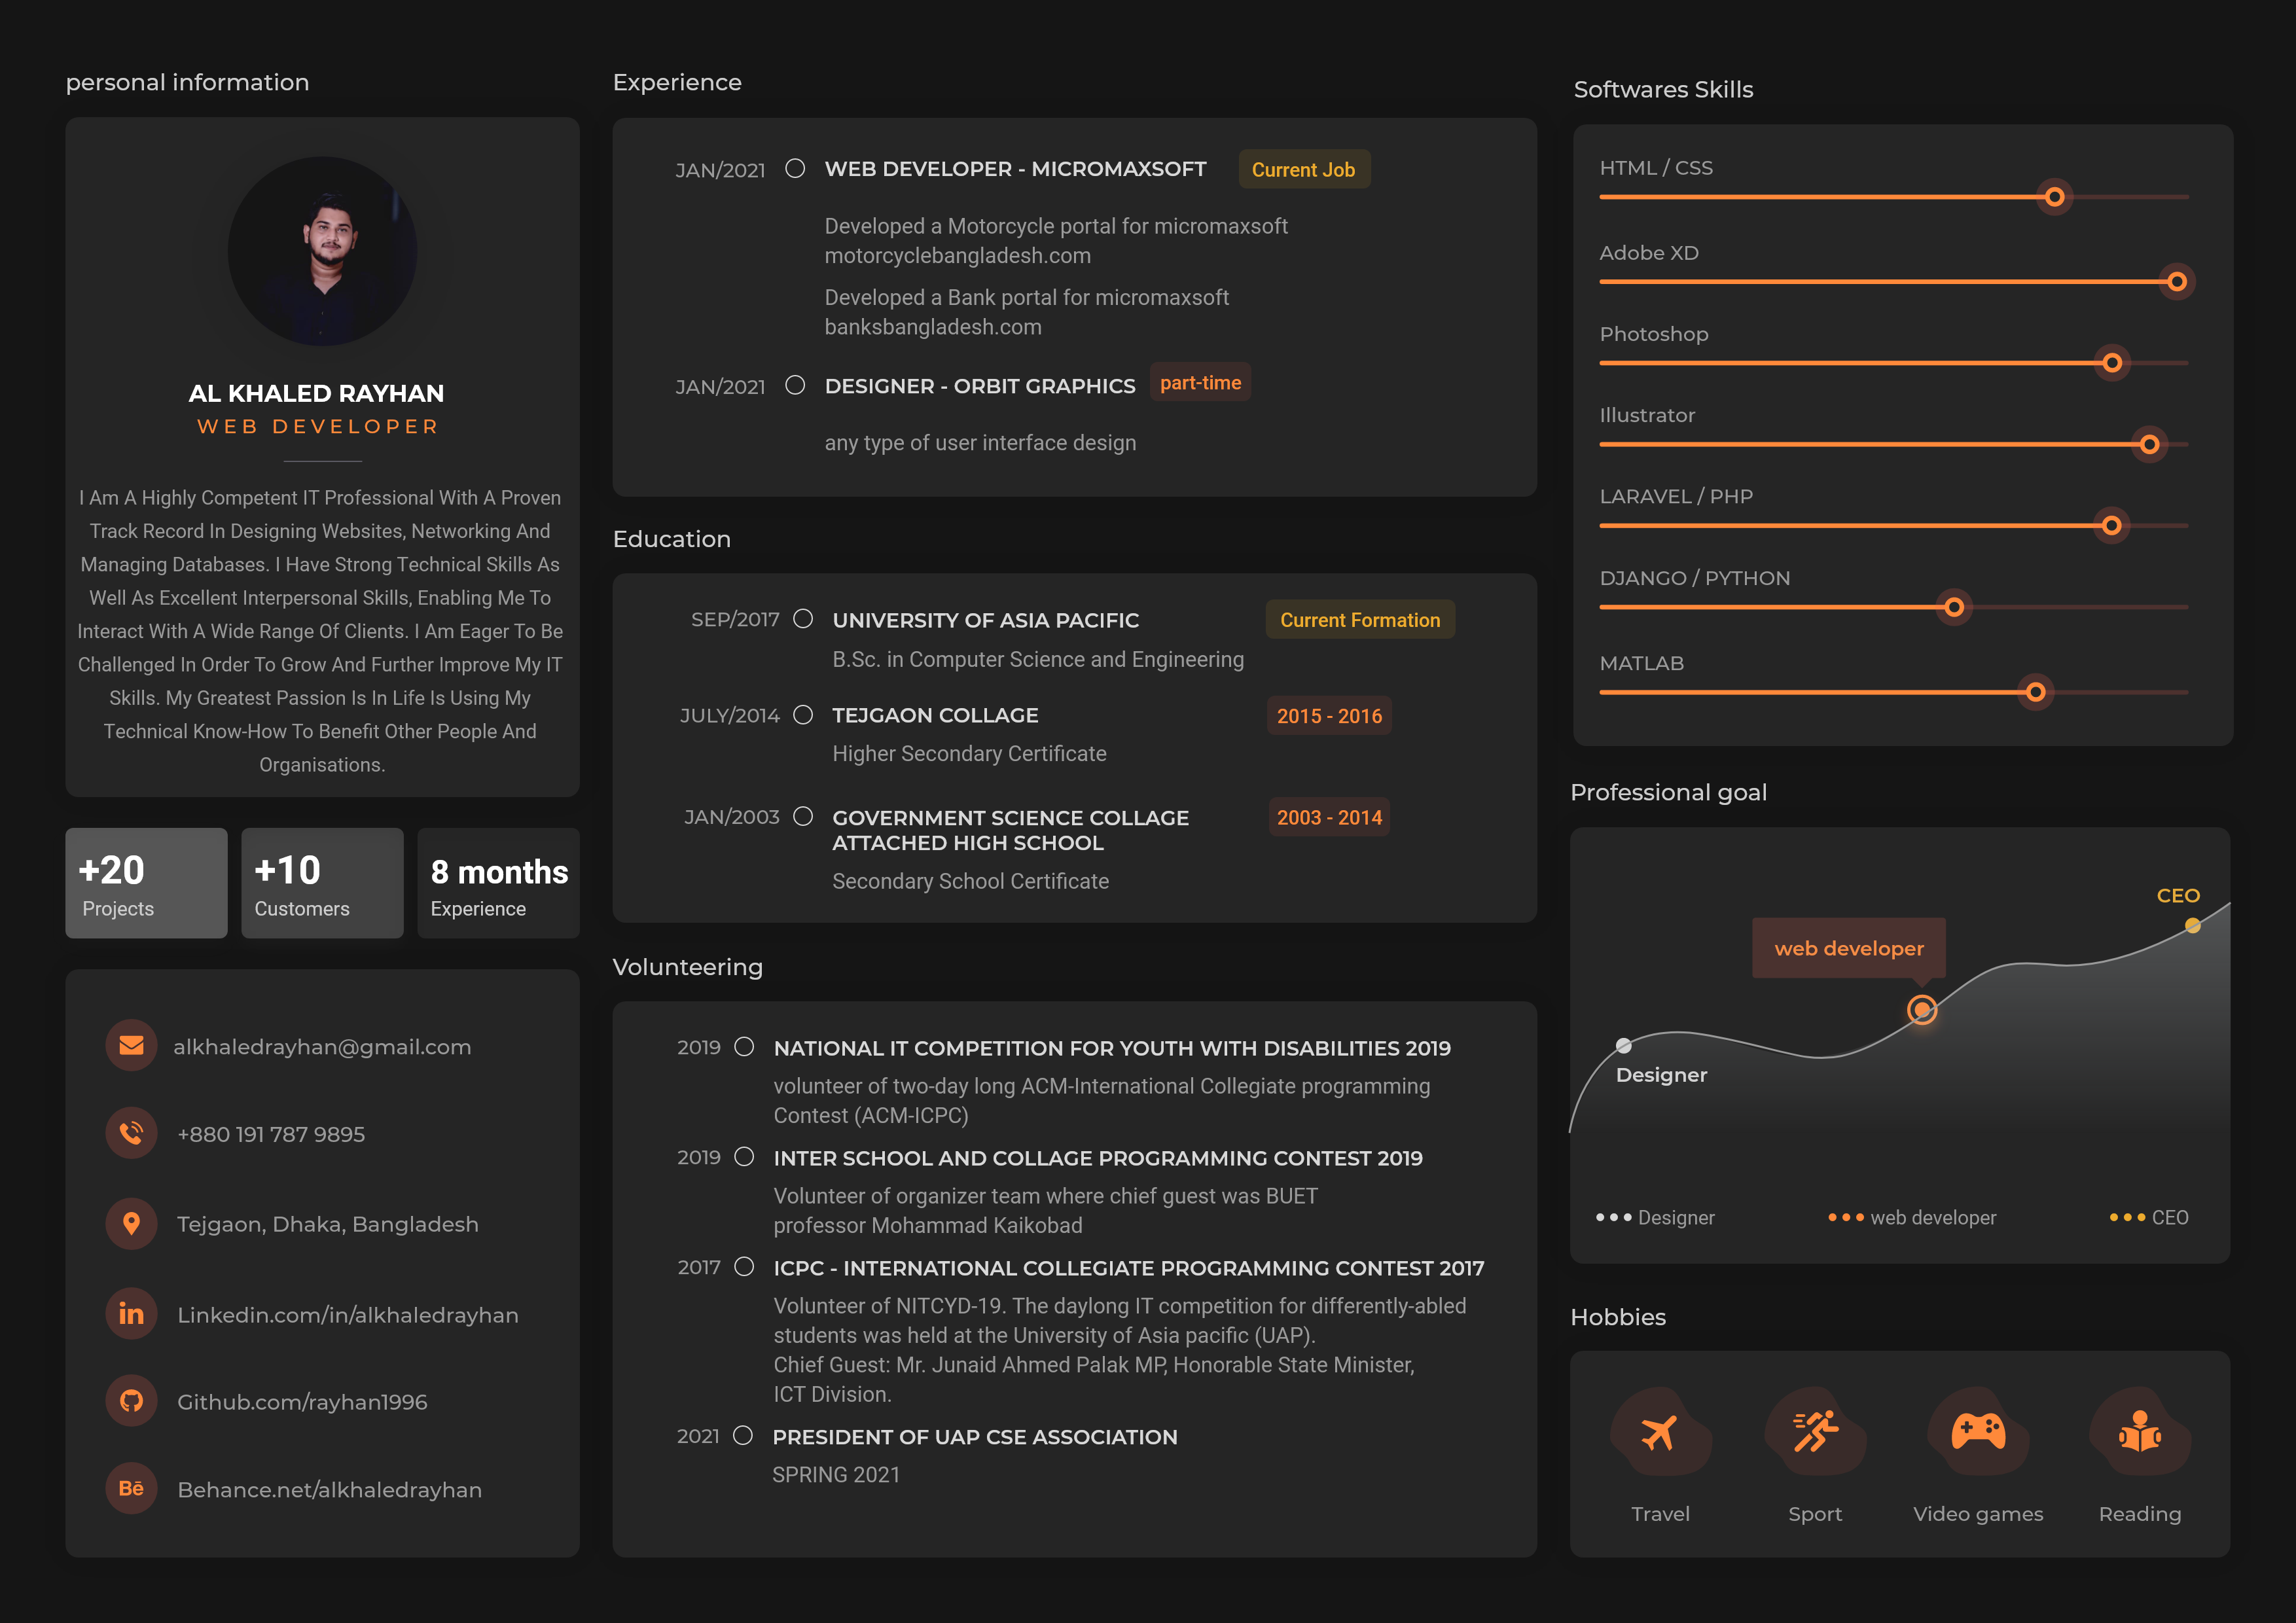 personal information
AL KHALED RAYHAN
WEB DEVELOPER
I Am A Highly Competent IT Professional With A Proven
Track Record In Designing Websites, Networking And
Managing Databases. I Have Strong Technical Skills As
Well As Excellent Interpersonal Skills, Enabling Me To
Interact With A Wide Range Of Clients. I Am Eager To Be
Challenged In Order To Grow And Further Improve My IT
Skills. My Greatest Passion Is In Life Is Using My
Technical Know-How To Benefit Other People And
Organisations.
+20
Projects
+10
Customers
8 months
Experience
alkhaledrayhan@gmail.com
+880 191 787 9895
Tejgaon, Dhaka, Bangladesh
in Linkedin.com/in/alkhaledrayhan
Github.com/rayhan1996
Bē Behance.net/alkhaledrayhan
Experience
JAN/2021 WEB DEVELOPER - MICROMAXSOFT Current Job
Developed a Motorcycle portal for micromaxsoft
motorcyclebangladesh.com
Developed a Bank portal for micromaxsoft
banksbangladesh.com
JAN/2021 DESIGNER - ORBIT GRAPHICS part-time
any type of user interface design
Education
SEP/2017 UNIVERSITY OF ASIA PACIFIC Current Formation
B.Sc. in Computer Science and Engineering
JULY/2014 TEJGAON COLLAGE 2015 - 2016
Higher Secondary Certificate
JAN/2003 GOVERNMENT SCIENCE COLLAGE 2003 - 2014
ATTACHED HIGH SCHOOL
Secondary School Certificate
Volunteering
2019 NATIONAL IT COMPETITION FOR YOUTH WITH DISABILITIES 2019
volunteer of two-day long ACM-International Collegiate programming
Contest (ACM-ICPC)
2019 INTER SCHOOL AND COLLAGE PROGRAMMING CONTEST 2019
Volunteer of organizer team where chief guest was BUET
professor Mohammad Kaikobad
2017 ICPC - INTERNATIONAL COLLEGIATE PROGRAMMING CONTEST 2017
Volunteer of NITCYD-19. The daylong IT competition for differently-abled
students was held at the University of Asia pacific (UAP).
Chief Guest: Mr. Junaid Ahmed Palak MP, Honorable State Minister,
ICT Division.
2021 PRESIDENT OF UAP CSE ASSOCIATION
SPRING 2021
Softwares Skills
HTML / CSS
Adobe XD
Photoshop
Illustrator
LARAVEL / PHP
DJANGO / PYTHON
MATLAB
Professional goal
CEO
web developer
Designer
Designer web developer CEO
Hobbies
Travel Sport Video games Reading